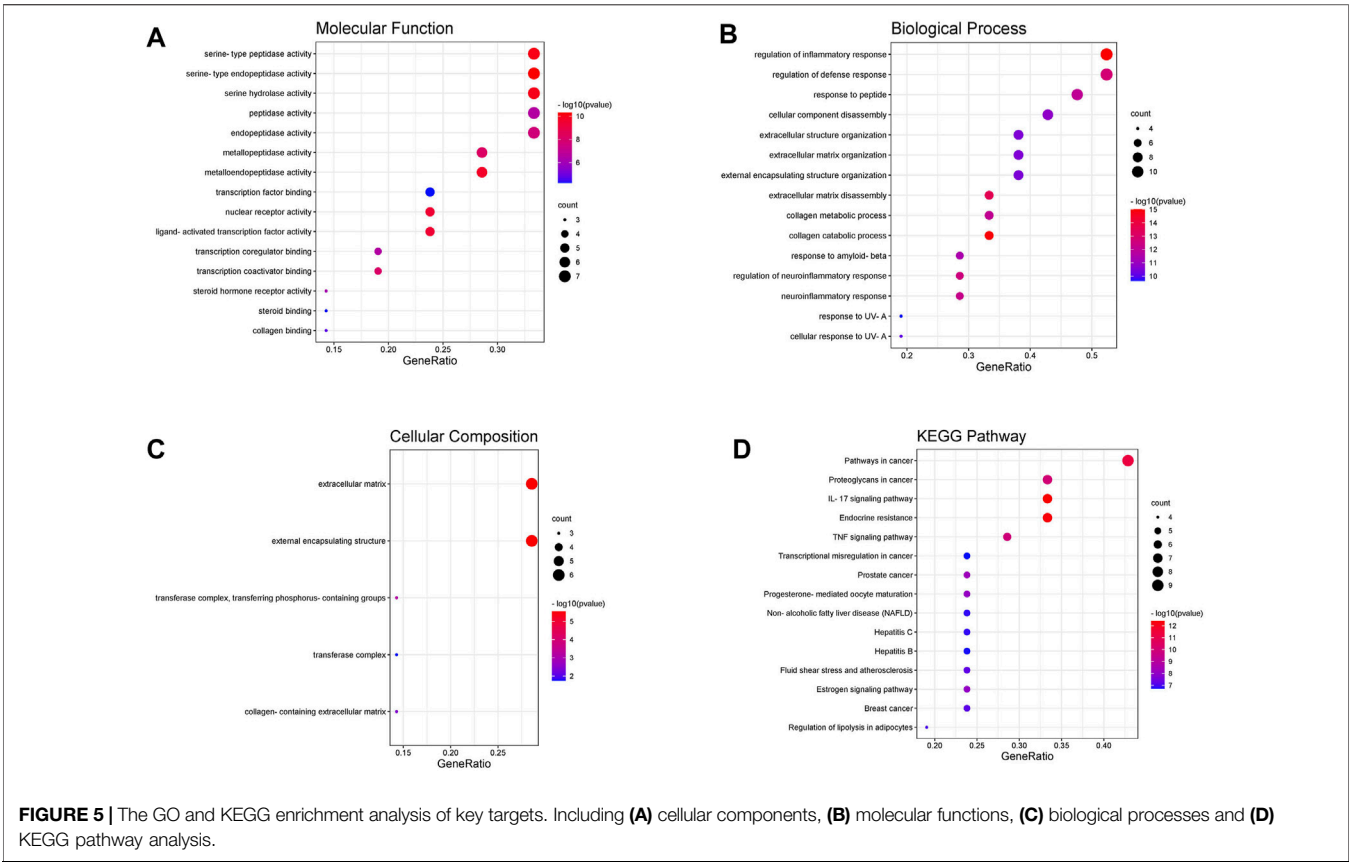 A
Molecular Function
serine- type peptidase activity
serine- type endopeptidase activity
serine hydrolase activity
peptidase activity
endopeptidase activity
metallopeptidase activity
metalloendopeptidase activity
transcription factor binding
nuclear receptor activity
ligand- activated transcription factor activity
transcription coregulator binding
transcription coactivator binding
steroid hormone receptor activity
steroid binding
collagen binding
0.15 0.20 0.25 0.30
GeneRatio
- log10(pvalue)
10
8
6
count
3
4
5
6
7
B
Biological Process
regulation of inflammatory response
regulation of defense response
response to peptide
cellular component disassembly
extracellular structure organization
extracellular matrix organization
external encapsulating structure organization
extracellular matrix disassembly
collagen metabolic process
collagen catabolic process
response to amyloid- beta
regulation of neuroinflammatory response
neuroinflammatory response
response to UV- A
cellular response to UV- A
0.2 0.3 0.4 0.5
GeneRatio
count
4
6
8
10
- log10(pvalue)
15
14
13
12
11
10
C
Cellular Composition
extracellular matrix
external encapsulating structure
transferase complex, transferring phosphorus- containing groups
transferase complex
collagen- containing extracellular matrix
0.15 0.20 0.25
GeneRatio
count
3
4
5
6
- log10(pvalue)
5
4
3
2
D
KEGG Pathway
Pathways in cancer
Proteoglycans in cancer
IL- 17 signaling pathway
Endocrine resistance
TNF signaling pathway
Transcriptional misregulation in cancer
Prostate cancer
Progesterone- mediated oocyte maturation
Non- alcoholic fatty liver disease (NAFLD)
Hepatitis C
Hepatitis B
Fluid shear stress and atherosclerosis
Estrogen signaling pathway
Breast cancer
Regulation of lipolysis in adipocytes
0.20 0.25 0.30 0.35 0.40
GeneRatio
count
4
5
6
7
8
9
- log10(pvalue)
12
11
10
9
8
7
FIGURE 5 | The GO and KEGG enrichment analysis of key targets. Including (A) cellular components, (B) molecular functions, (C) biological processes and (D)
KEGG pathway analysis.